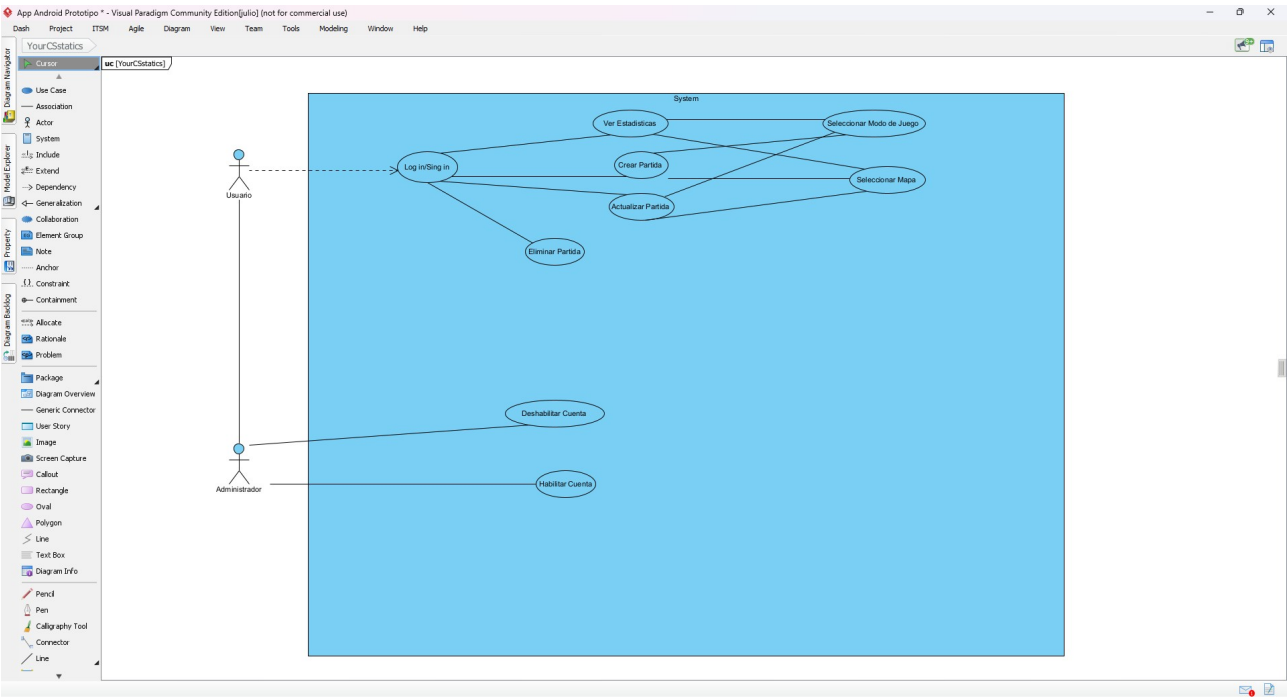 App Android Prototipo * - Visual Paradigm Community Edition[julio] (not for commercial use)
Dash Project ITSM Agile Diagram View Team Tools Modeling Window Help
YourCSstatics
Diagram Navigator
Model Explorer
Property
Diagram Backlog
Cursor
Use Case
Association
Actor
System
Include
Extend
Dependency
Generalization
Collaboration
Element Group
Note
Anchor
Constraint
Containment
Allocate
Rationale
Problem
Package
Diagram Overview
Generic Connector
User Story
Image
Screen Capture
Callout
Rectangle
Oval
Polygon
Line
Text Box
Diagram Info
Pencil
Pen
Calligraphy Tool
Connector
Line
uc [YourCSstatics]
System
Ver Estadisticas
Seleccionar Modo de Juego
Log in/Sing in
Crear Partida
Seleccionar Mapa
Usuario
Actualizar Partida
Eliminar Partida
Deshabilitar Cuenta
Administrador
Habilitar Cuenta